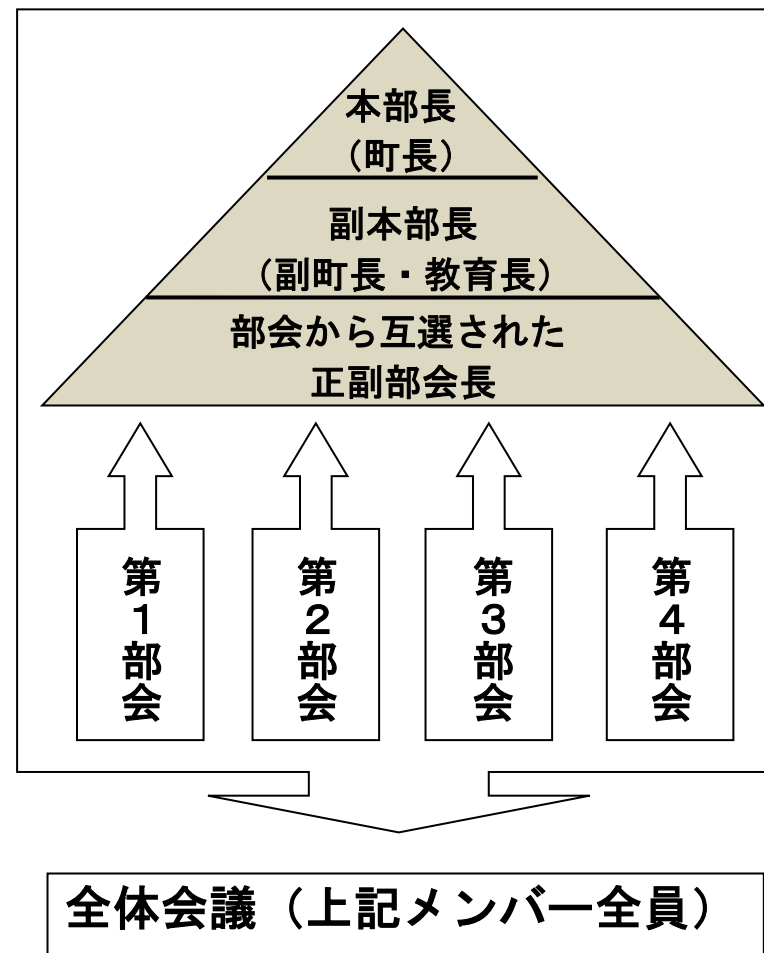 本部長
（町長）
副本部長
（副町長・教育長）
部会から互選された
正副部会長
第１部会
第２部会
第３部会
第４部会
全体会議（上記メンバー全員）